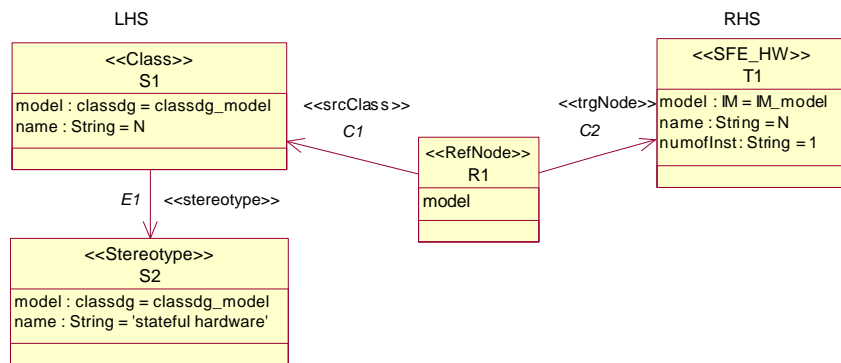 LHS
RHS
<<Class>>
S1
model : classdg = classdg_model
name : String = N
<<srcClass>>
C1
<<RefNode>>
R1
model
<<trgNode>>
C2
<<SFE_HW>>
T1
model : IM = IM_model
name : String = N
numofInst: String = 1
E1 <<stereotype>>
<<Stereotype>>
S2
model : classdg = classdg_model
name : String = 'stateful hardware'